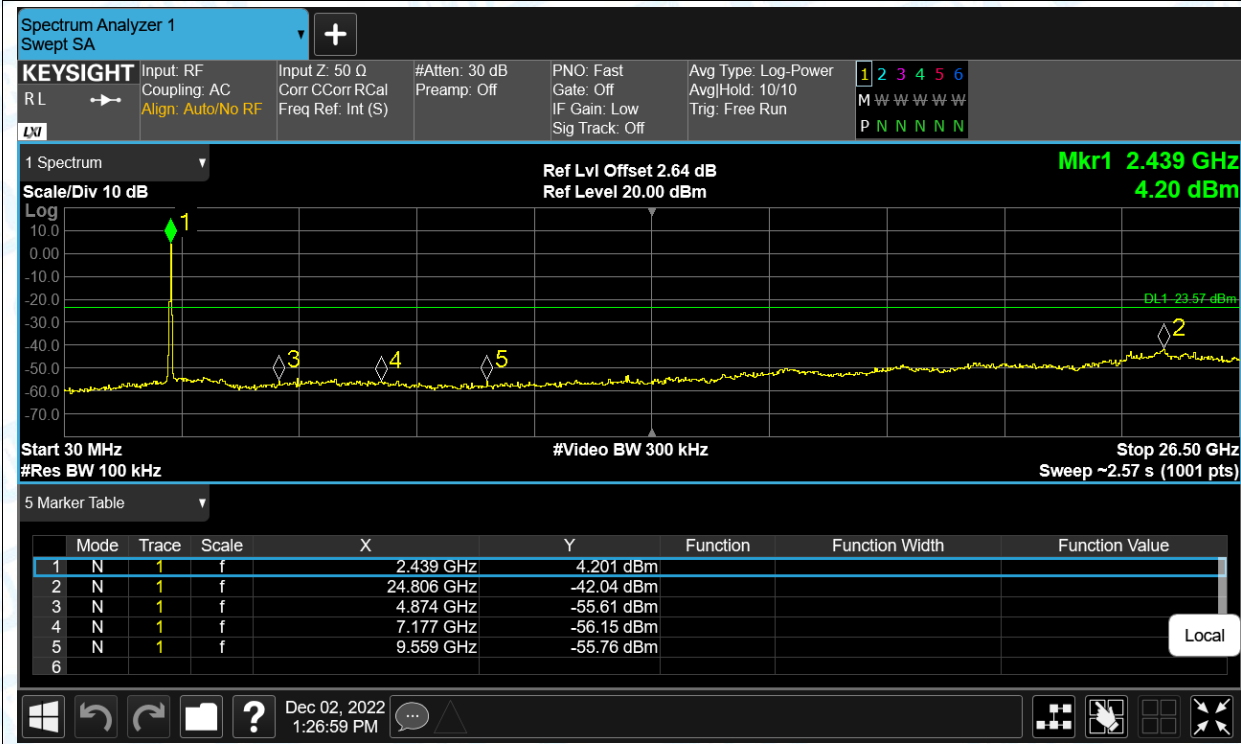 Spectrum Analyzer 1
Swept SA
+
KEYSIGHT Input: RF Input Z: 50 Ω #Atten: 30 dB PNO: Fast Avg Type: Log-Power 1 2 3 4 5 6
R L Coupling: AC Corr CCorr RCal Preamp: Off Gate: Off Avg|Hold: 10/10 M W W W W W
Align: Auto/No RF Freq Ref: Int (S) IF Gain: Low Trig: Free Run
LXI Sig Track: Off P N N N N N
1 Spectrum Ref Lvl Offset 2.64 dB Mkr1 2.439 GHz
Scale/Div 10 dB Ref Level 20.00 dBm 4.20 dBm
Log
1
10.0
0.00
-10.0
-20.0 DL1 -23.57 dBm
-30.0
2
-40.0
3 4 5
-50.0
-60.0
-70.0
Start 30 MHz #Video BW 300 kHz Stop 26.50 GHz
#Res BW 100 kHz Sweep ~2.57 s (1001 pts)
5 Marker Table
Mode Trace Scale X Y Function Function Width Function Value
1 N 1 f 2.439 GHz 4.201 dBm
2 N 1 f 24.806 GHz -42.04 dBm
3 N 1 f 4.874 GHz -55.61 dBm
4 N 1 f 7.177 GHz -56.15 dBm
5 N 1 f 9.559 GHz -55.76 dBm
6
Local
? Dec 02, 2022
1:26:59 PM